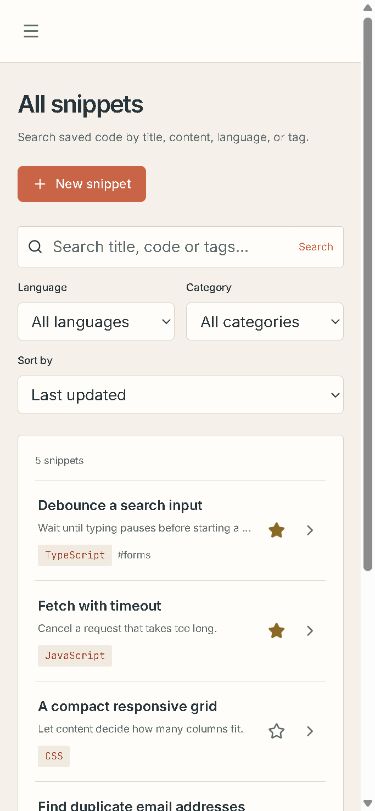 All snippets
Search saved code by title, content, language, or tag.
New snippet
Search title, code or tags...
Search
Language
Category
All languages
All categories
Sort by
Last updated
5 snippets
Debounce a search input
Wait until typing pauses before starting a ...
TypeScript #forms
Fetch with timeout
Cancel a request that takes too long.
JavaScript
A compact responsive grid
Let content decide how many columns fit.
CSS
Find duplicate email addresses